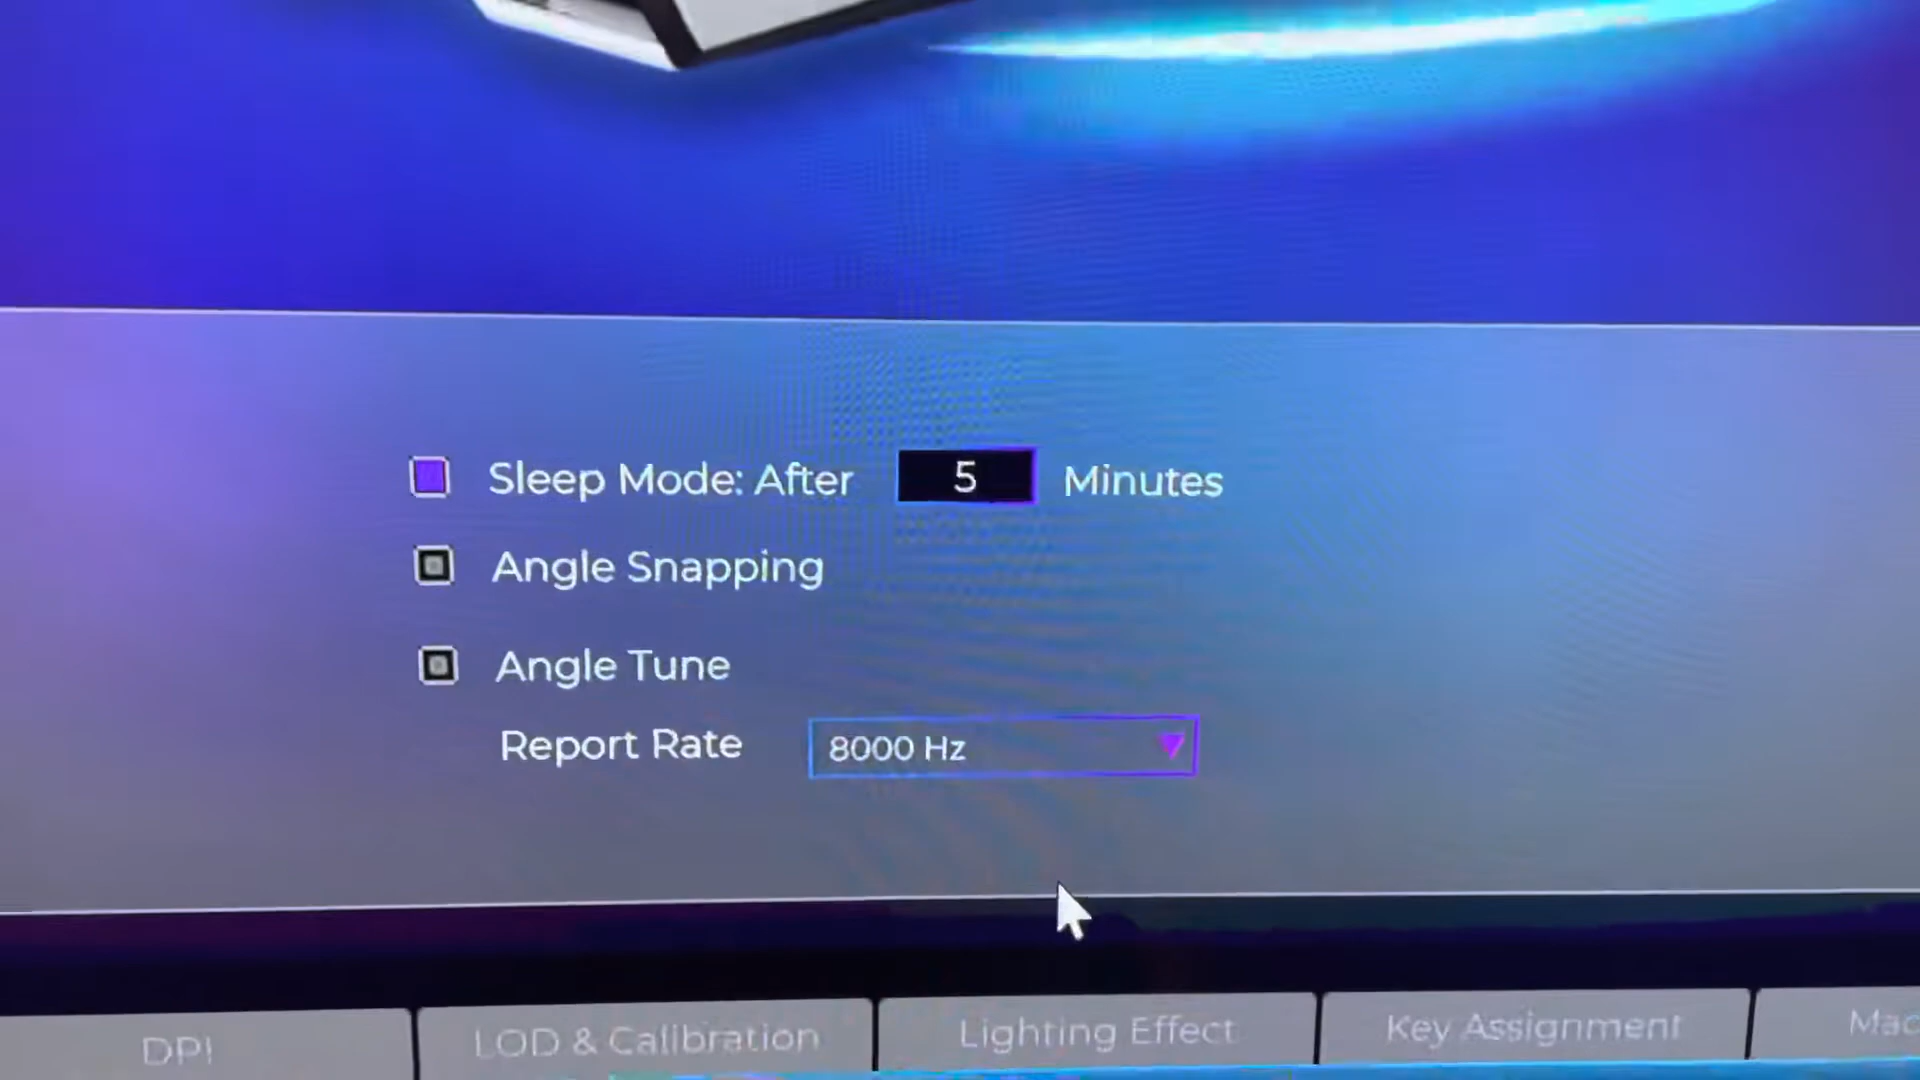 Sleep Mode: After 5 Minutes
Angle Snapping
Angle Tune
Report Rate 8000 Hz
DPI LOD & Calibration Lighting Effect Key Assignment Mac